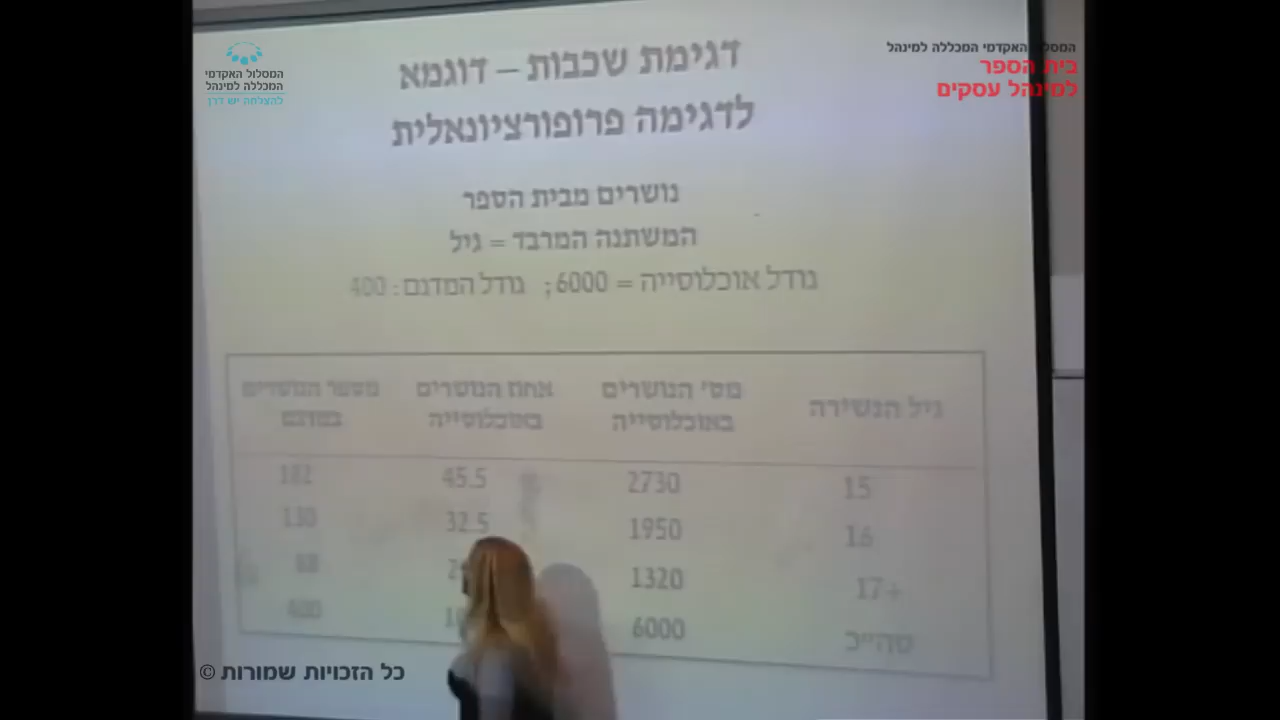 המסלול האקדמי המכללה למינהל
בית הספר
למינהל עסקים
המסלול האקדמי
המכללה למינהל
להצלחה יש דרך
דגימת שכבות – דוגמא
לדגימה פרופורציונאלית
נושרים מבית הספר
המשתנה המרבד = גיל
גודל אוכלוסייה = 6000; גודל המדגם: 400
גיל הנשירה מס' הנושרים באוכלוסייה אחוז הנושרים באוכלוסייה מספר הנושרים במדגם
15 2730 45.5 182
16 1950 32.5 130
17+ 1320 88
סה"כ 6000 400
כל הזכויות שמורות ©